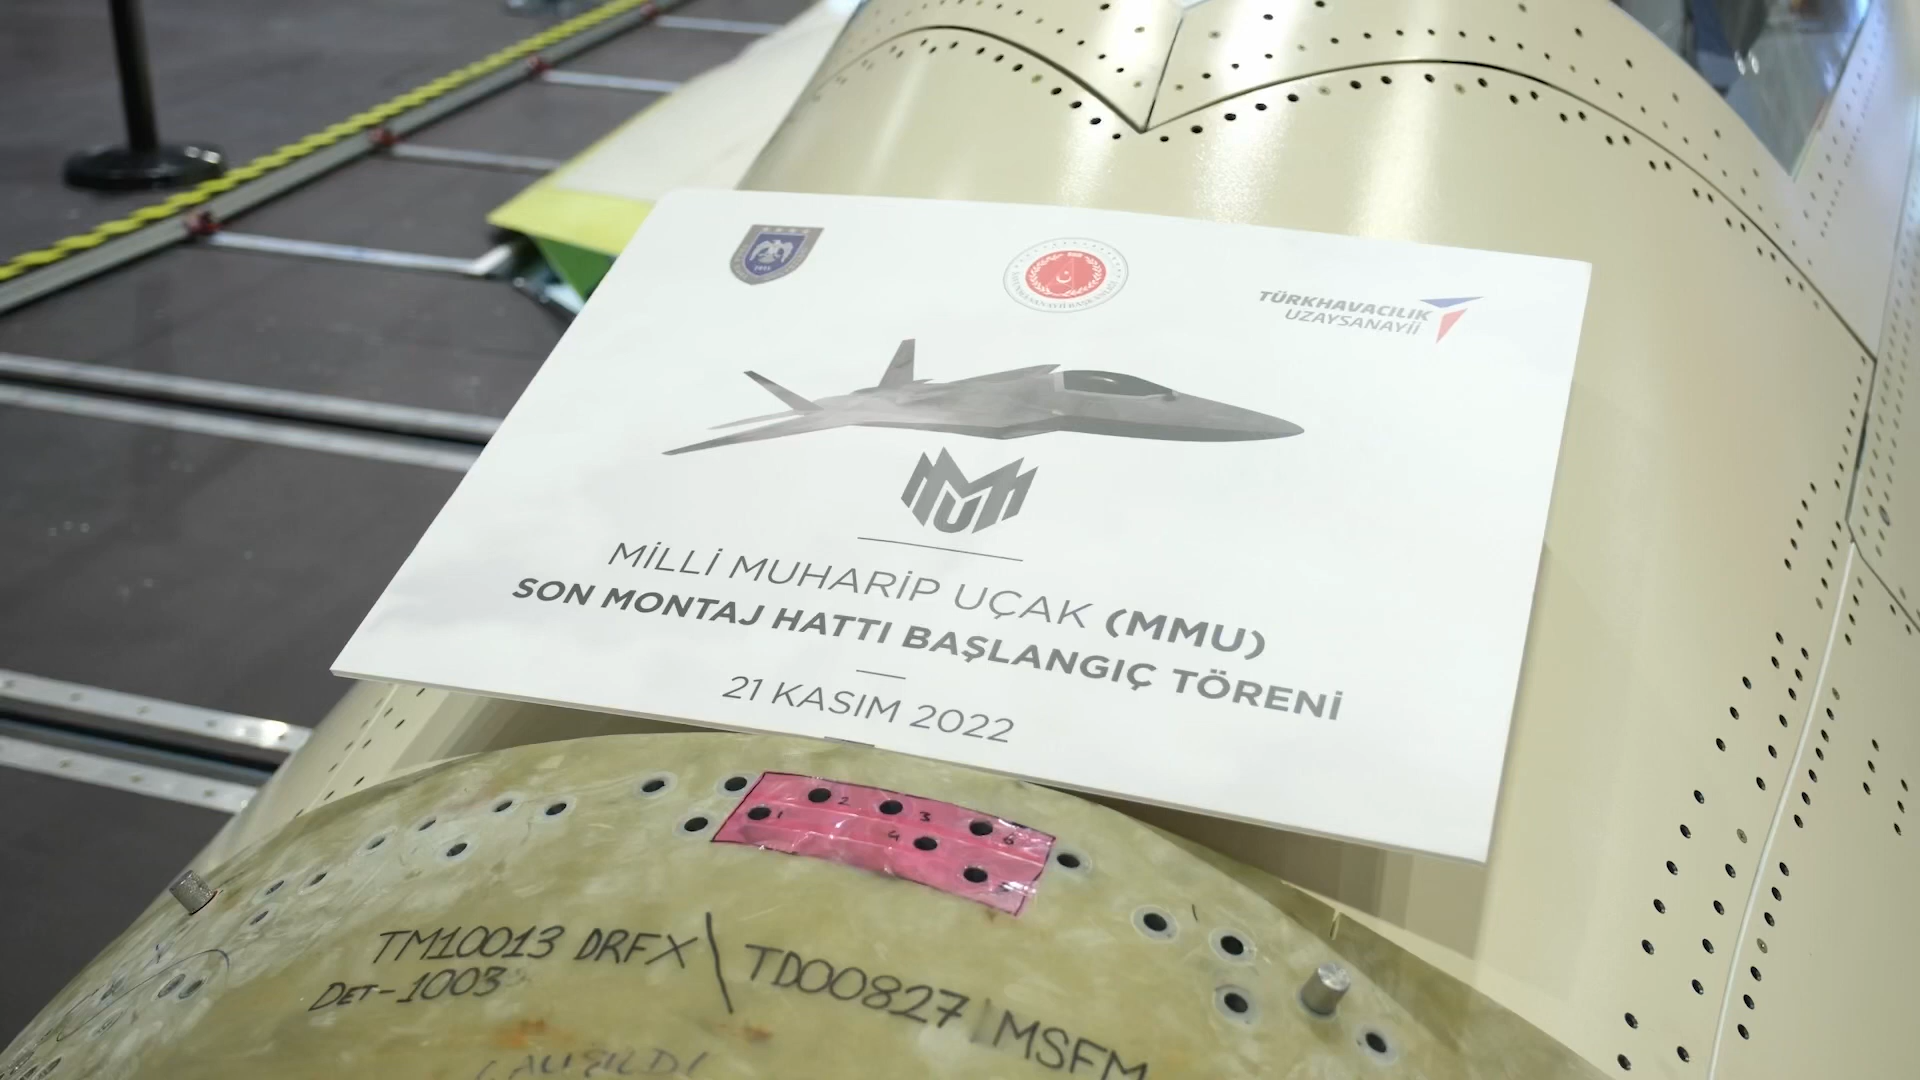 TÜRKHAVACILIK
UZAYSANAYİİ
MMU
MİLLİ MUHARİP UÇAK (MMU)
SON MONTAJ HATTI BAŞLANGIÇ TÖRENİ
21 KASIM 2022
1 2 3 4 6
TM10013 DRFX \ TD00827 | MSFM
DET-1003